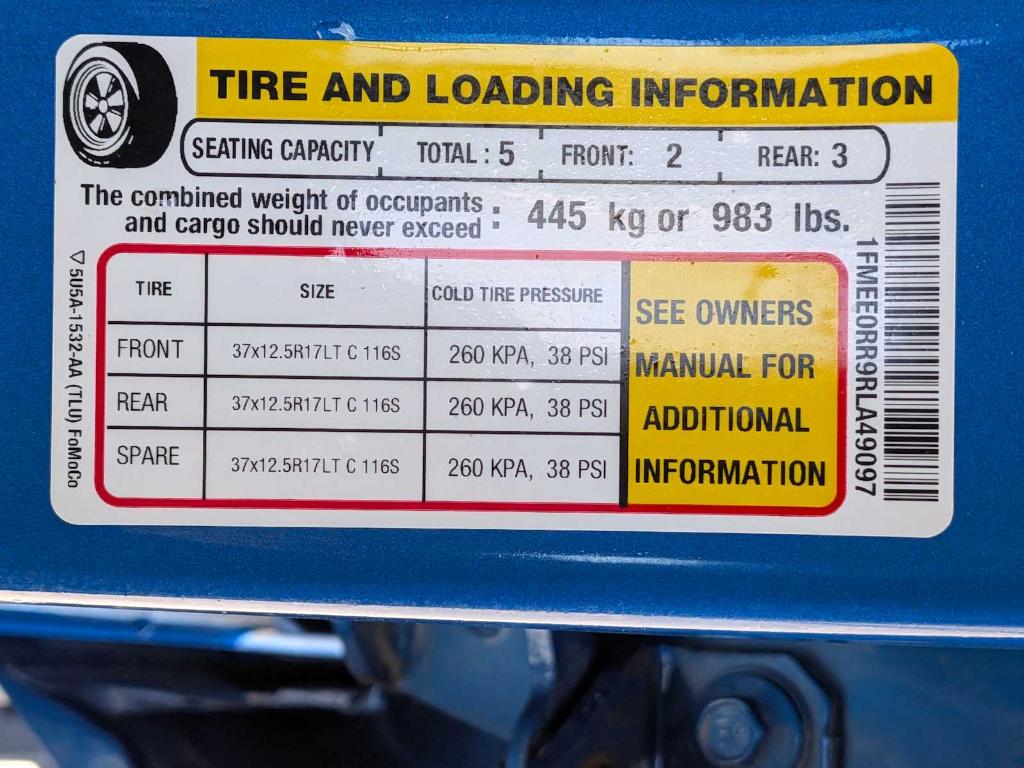 TIRE AND LOADING INFORMATION
SEATING CAPACITY TOTAL : 5 FRONT: 2 REAR: 3
The combined weight of occupants
and cargo should never exceed : 445 kg or 983 lbs.
TIRE SIZE COLD TIRE PRESSURE
FRONT 37x12.5R17LT C 116S 260 KPA, 38 PSI
REAR 37x12.5R17LT C 116S 260 KPA, 38 PSI
SPARE 37x12.5R17LT C 116S 260 KPA, 38 PSI
SEE OWNERS
MANUAL FOR
ADDITIONAL
INFORMATION
5U5A-1532-AA (TLU) FoMoCo
1FMEE0RR9RLA49097